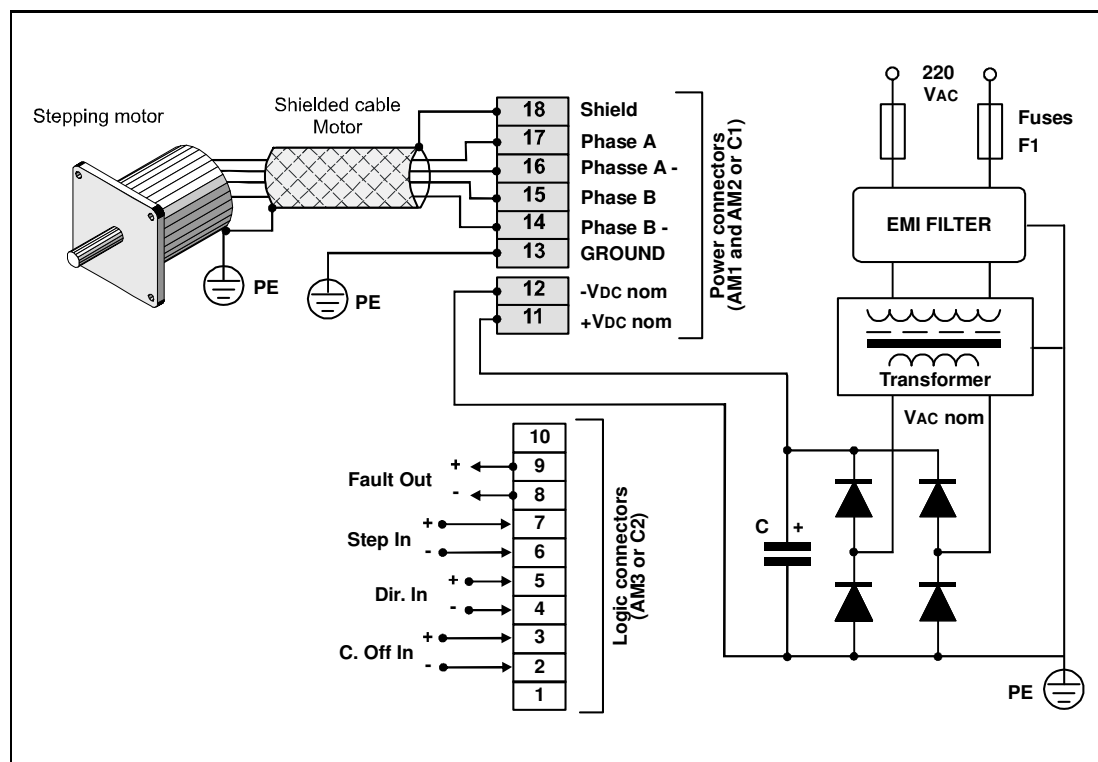 Stepping motor
Shielded cable
Motor
PE
PE
18 Shield
17 Phase A
16 Phasse A -
15 Phase B
14 Phase B -
13 GROUND
12 -VDC nom
11 +VDC nom
Power connectors
(AM1 and AM2 or C1)
220
VAC
Fuses
F1
EMI FILTER
Transformer
VAC nom
C +
PE
10
+ 9
Fault Out
- 8
+ 7
Step In
- 6
+ 5
Dir. In
- 4
+ 3
C. Off In
- 2
1
Logic connectors
(AM3 or C2)